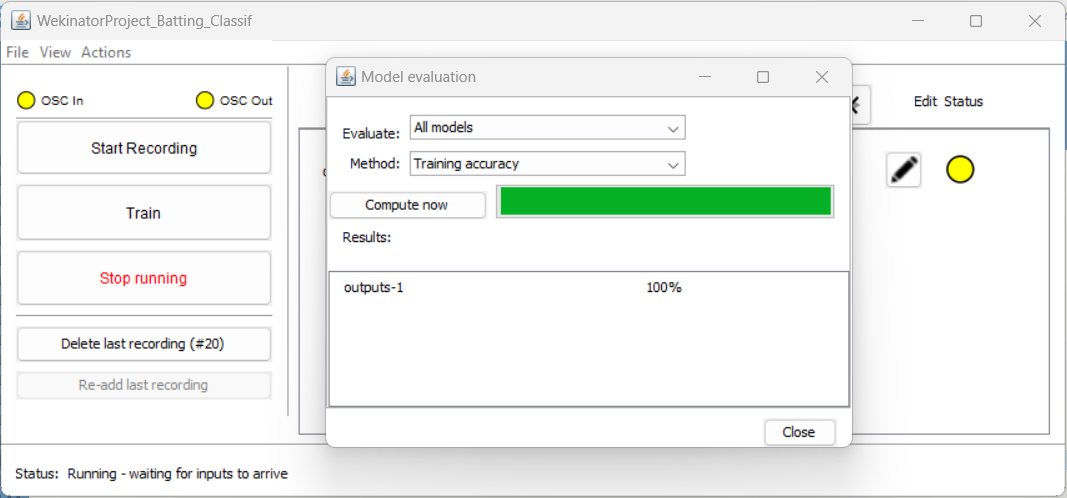 WekinatorProject_Batting_Classif
File View Actions
Model evaluation
OSC In OSC Out
Edit Status
Evaluate: All models
Method: Training accuracy
Start Recording
Compute now
Train
Results:
Stop running
outputs-1 100%
Delete last recording (#20)
Re-add last recording
Close
Status: Running - waiting for inputs to arrive